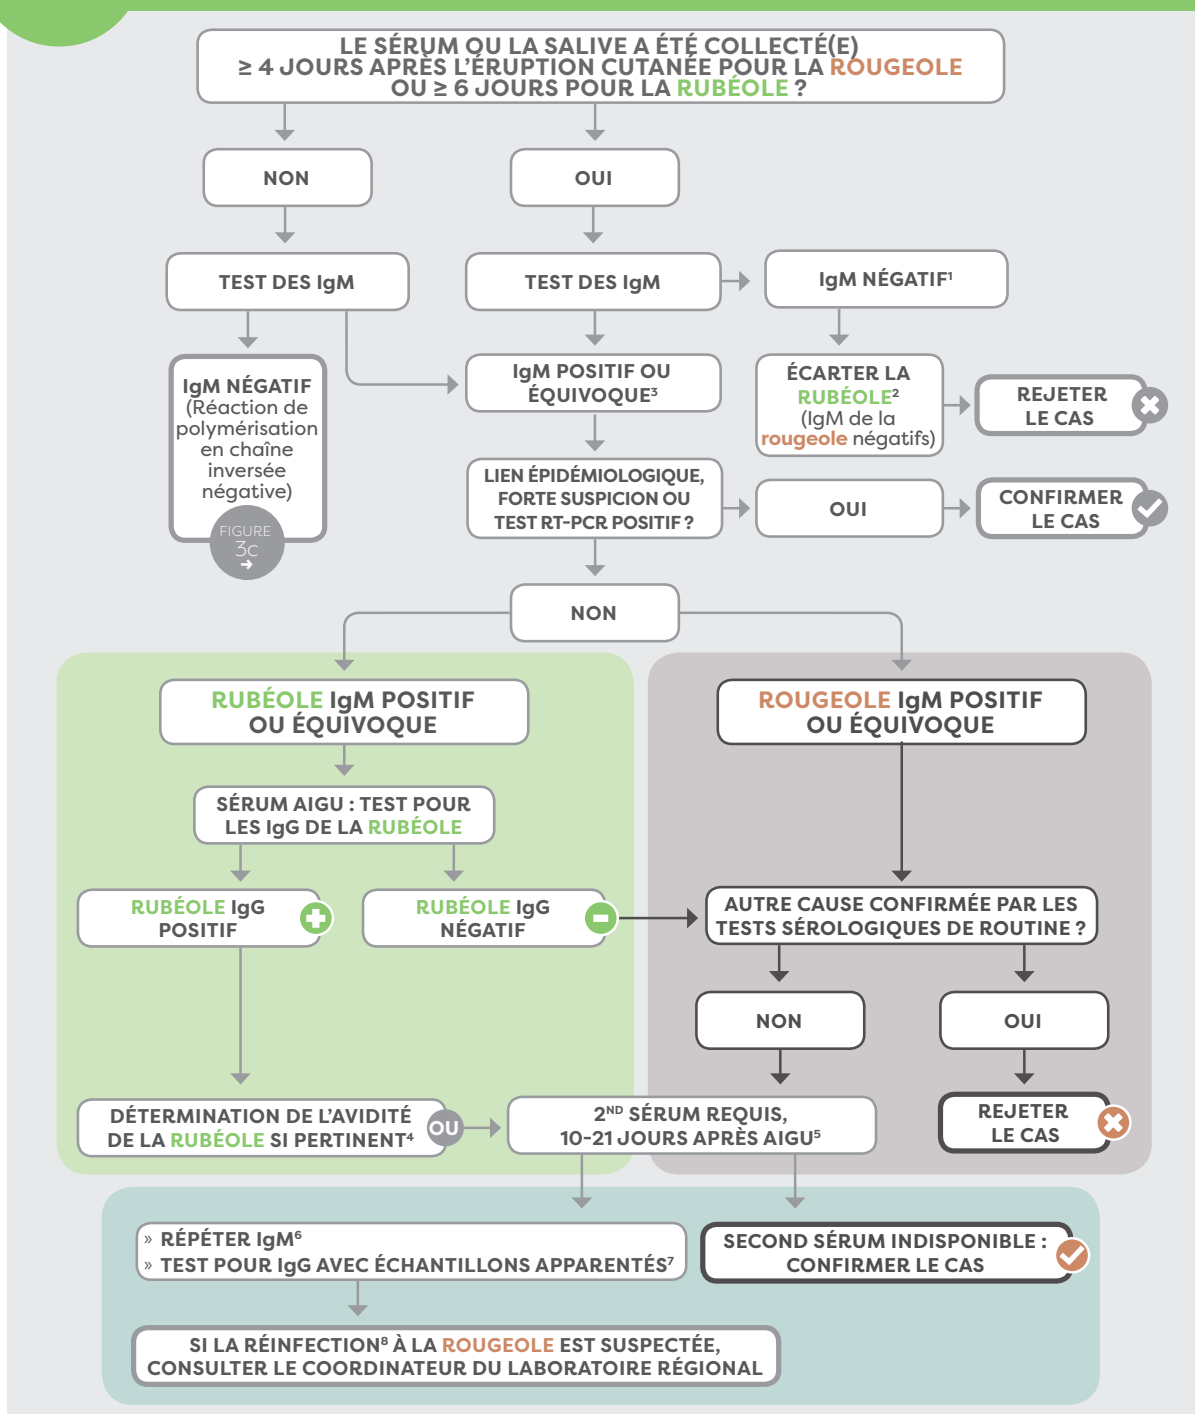 LE SÉRUM OU LA SALIVE A ÉTÉ COLLECTÉ(E)
≥ 4 JOURS APRÈS L'ÉRUPTION CUTANÉE POUR LA ROUGEOLE
OU ≥ 6 JOURS POUR LA RUBÉOLE ?
NON
OUI
TEST DES IgM
TEST DES IgM
IgM NÉGATIF¹
IgM NÉGATIF
(Réaction de
polymérisation
en chaîne
inversée
négative)
FIGURE
3C
IgM POSITIF OU
ÉQUIVOQUE³
ÉCARTER LA
RUBÉOLE²
(IgM de la
rougeole négatifs)
REJETER
LE CAS
LIEN ÉPIDÉMIOLOGIQUE,
FORTE SUSPICION OU
TEST RT-PCR POSITIF ?
OUI
CONFIRMER
LE CAS
NON
RUBÉOLE IgM POSITIF
OU ÉQUIVOQUE
ROUGEOLE IgM POSITIF
OU ÉQUIVOQUE
SÉRUM AIGU : TEST POUR
LES IgG DE LA RUBÉOLE
RUBÉOLE IgG
POSITIF
RUBÉOLE IgG
NÉGATIF
AUTRE CAUSE CONFIRMÉE PAR LES
TESTS SÉROLOGIQUES DE ROUTINE ?
NON
OUI
DÉTERMINATION DE L'AVIDITÉ
DE LA RUBÉOLE SI PERTINENT⁴
OU
2ND SÉRUM REQUIS,
10-21 JOURS APRÈS AIGU⁵
REJETER
LE CAS
» RÉPÉTER IgM⁶
» TEST POUR IgG AVEC ÉCHANTILLONS APPARENTÉS⁷
SECOND SÉRUM INDISPONIBLE :
CONFIRMER LE CAS
SI LA RÉINFECTION⁸ À LA ROUGEOLE EST SUSPECTÉE,
CONSULTER LE COORDINATEUR DU LABORATOIRE RÉGIONAL